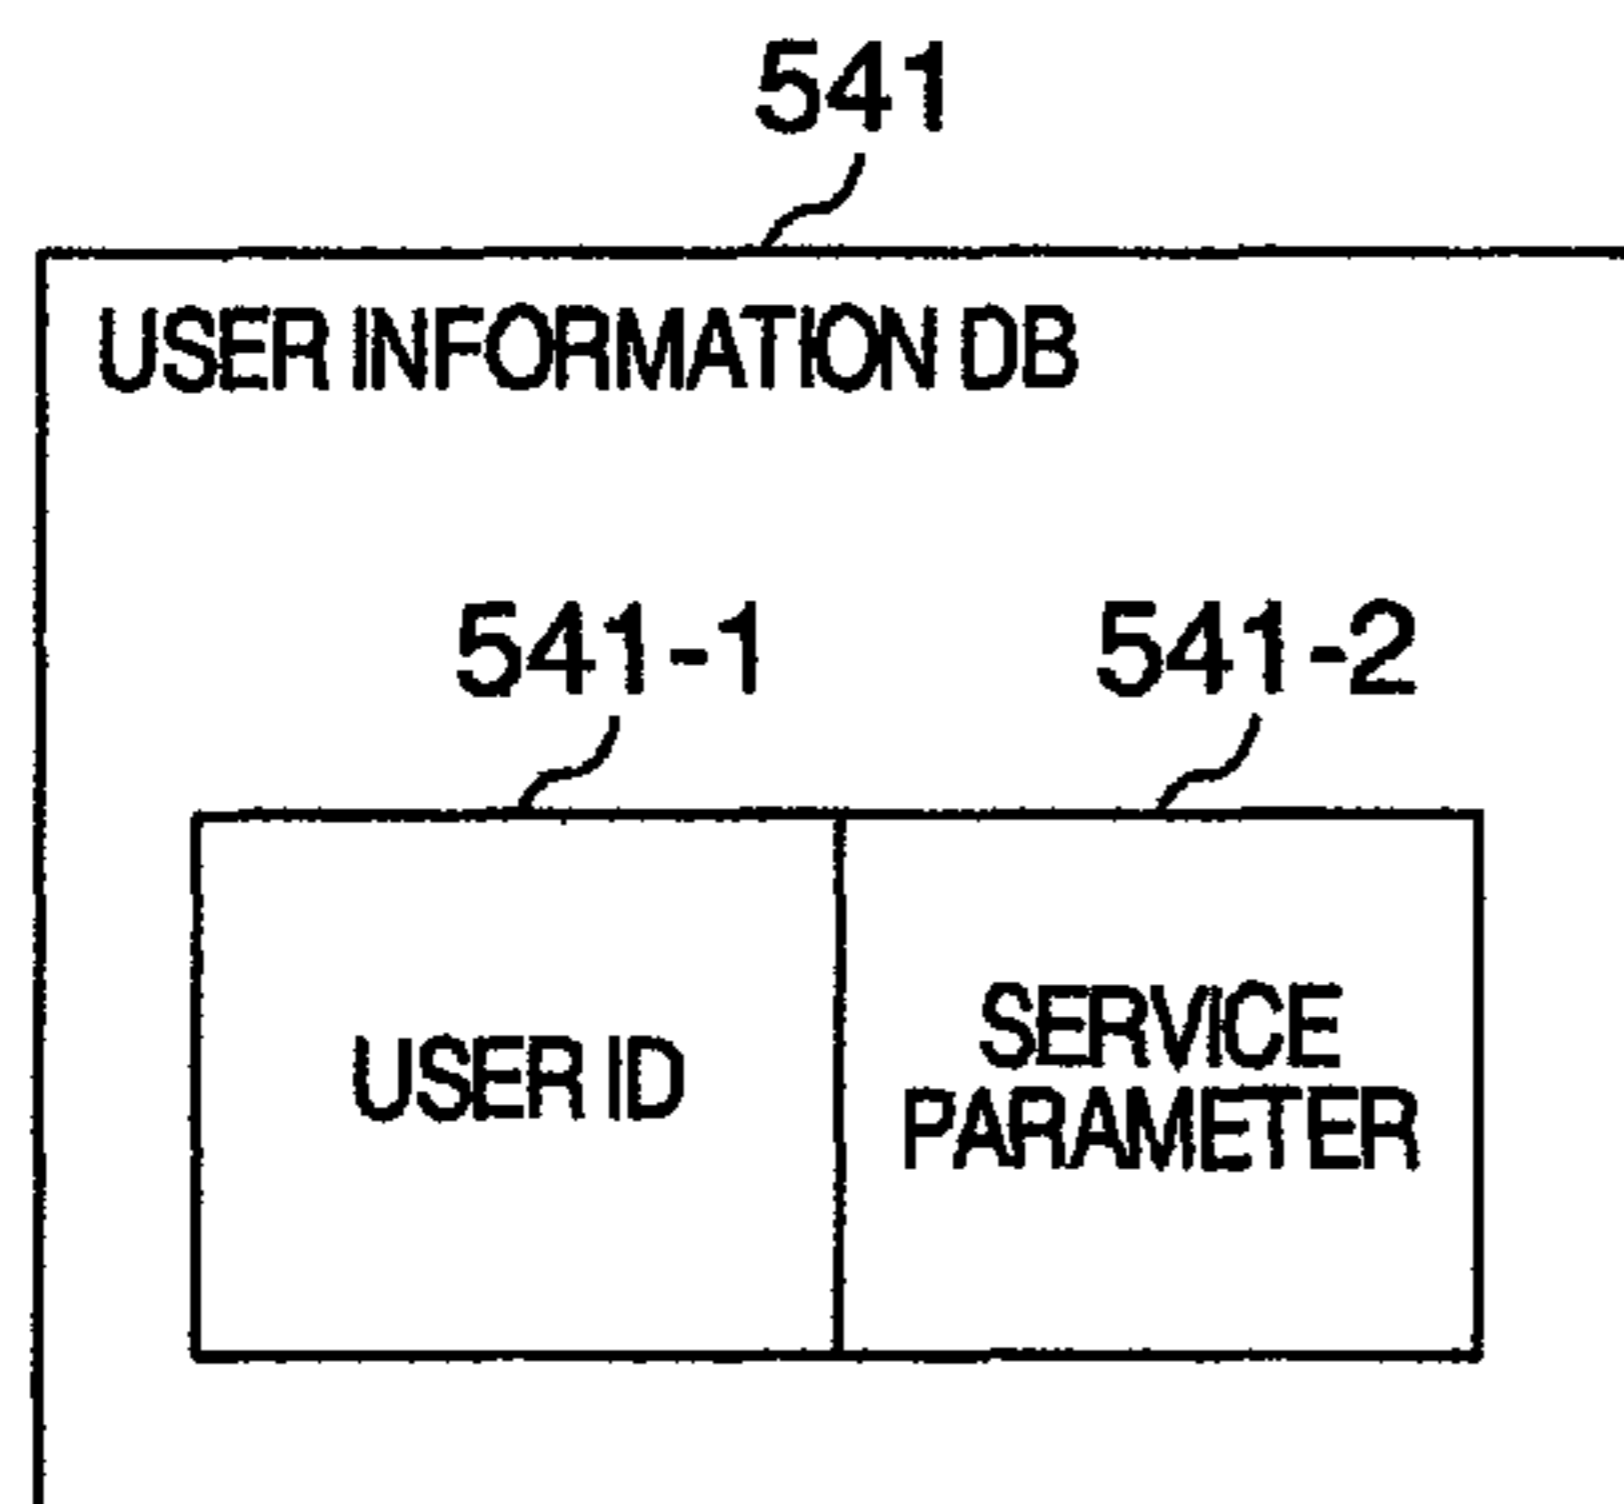 541
USER INFORMATION DB
541-1
541-2
USER ID
SERVICE
PARAMETER